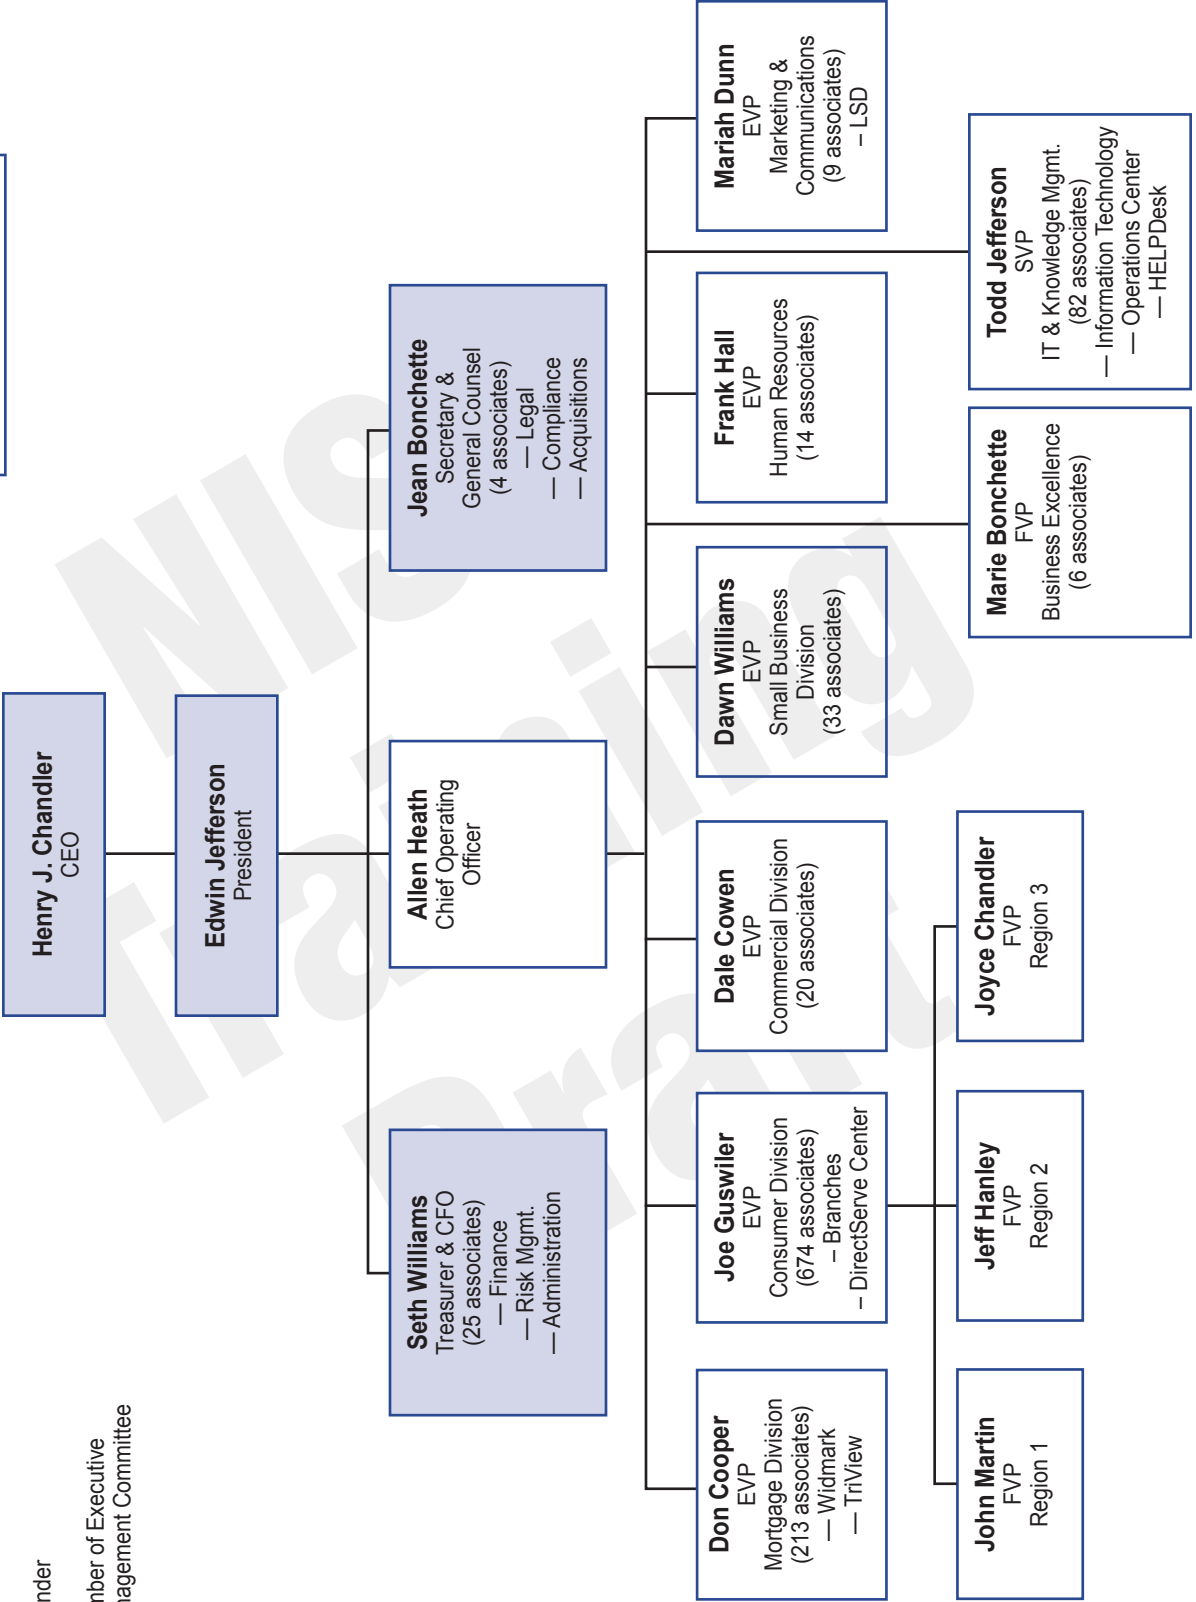 Henry J. Chandler
CEO
Edwin Jefferson
President
Seth Williams
Treasurer & CFO
(25 associates)
— Finance
— Risk Mgmt.
— Administration
Allen Heath
Chief Operating
Officer
Jean Bonchette
Secretary &
General Counsel
(4 associates)
— Legal
— Compliance
— Acquisitions
Don Cooper
EVP
Mortgage Division
(213 associates)
— Widmark
— TriView
Joe Guswiler
EVP
Consumer Division
(674 associates)
– Branches
– DirectServe Center
Dale Cowen
EVP
Commercial Division
(20 associates)
Dawn Williams
EVP
Small Business
Division
(33 associates)
Frank Hall
EVP
Human Resources
(14 associates)
Mariah Dunn
EVP
Marketing &
Communications
(9 associates)
– LSD
John Martin
FVP
Region 1
Jeff Hanley
FVP
Region 2
Joyce Chandler
FVP
Region 3
Marie Bonchette
FVP
Business Excellence
(6 associates)
Todd Jefferson
SVP
IT & Knowledge Mgmt.
(82 associates)
— Information Technology
— Operations Center
— HELPDesk
nder
nber of Executive
nagement Committee
NIS
Training
Draft